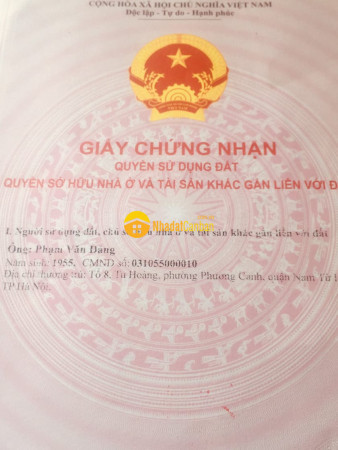 CỘNG HÒA XÃ HỘI CHỦ NGHĨA VIỆT NAM
Độc lập - Tự do - Hạnh phúc
GIẤY CHỨNG NHẬN
QUYỀN SỬ DỤNG ĐẤT
QUYỀN SỞ HỮU NHÀ Ở VÀ TÀI SẢN KHÁC GẮN LIỀN VỚI Đ
I. Người sử dụng đất, chủ nhà ở và tài sản khác gắn liền với đất
Ông: Phạm Văn Đảng
Năm sinh: 1955, CMND số: 031055000010
Địa chỉ thường trú: Tổ 8, Tu Hoàng, phường Phương Canh, quận Nam Từ L
TP Hà Nội.